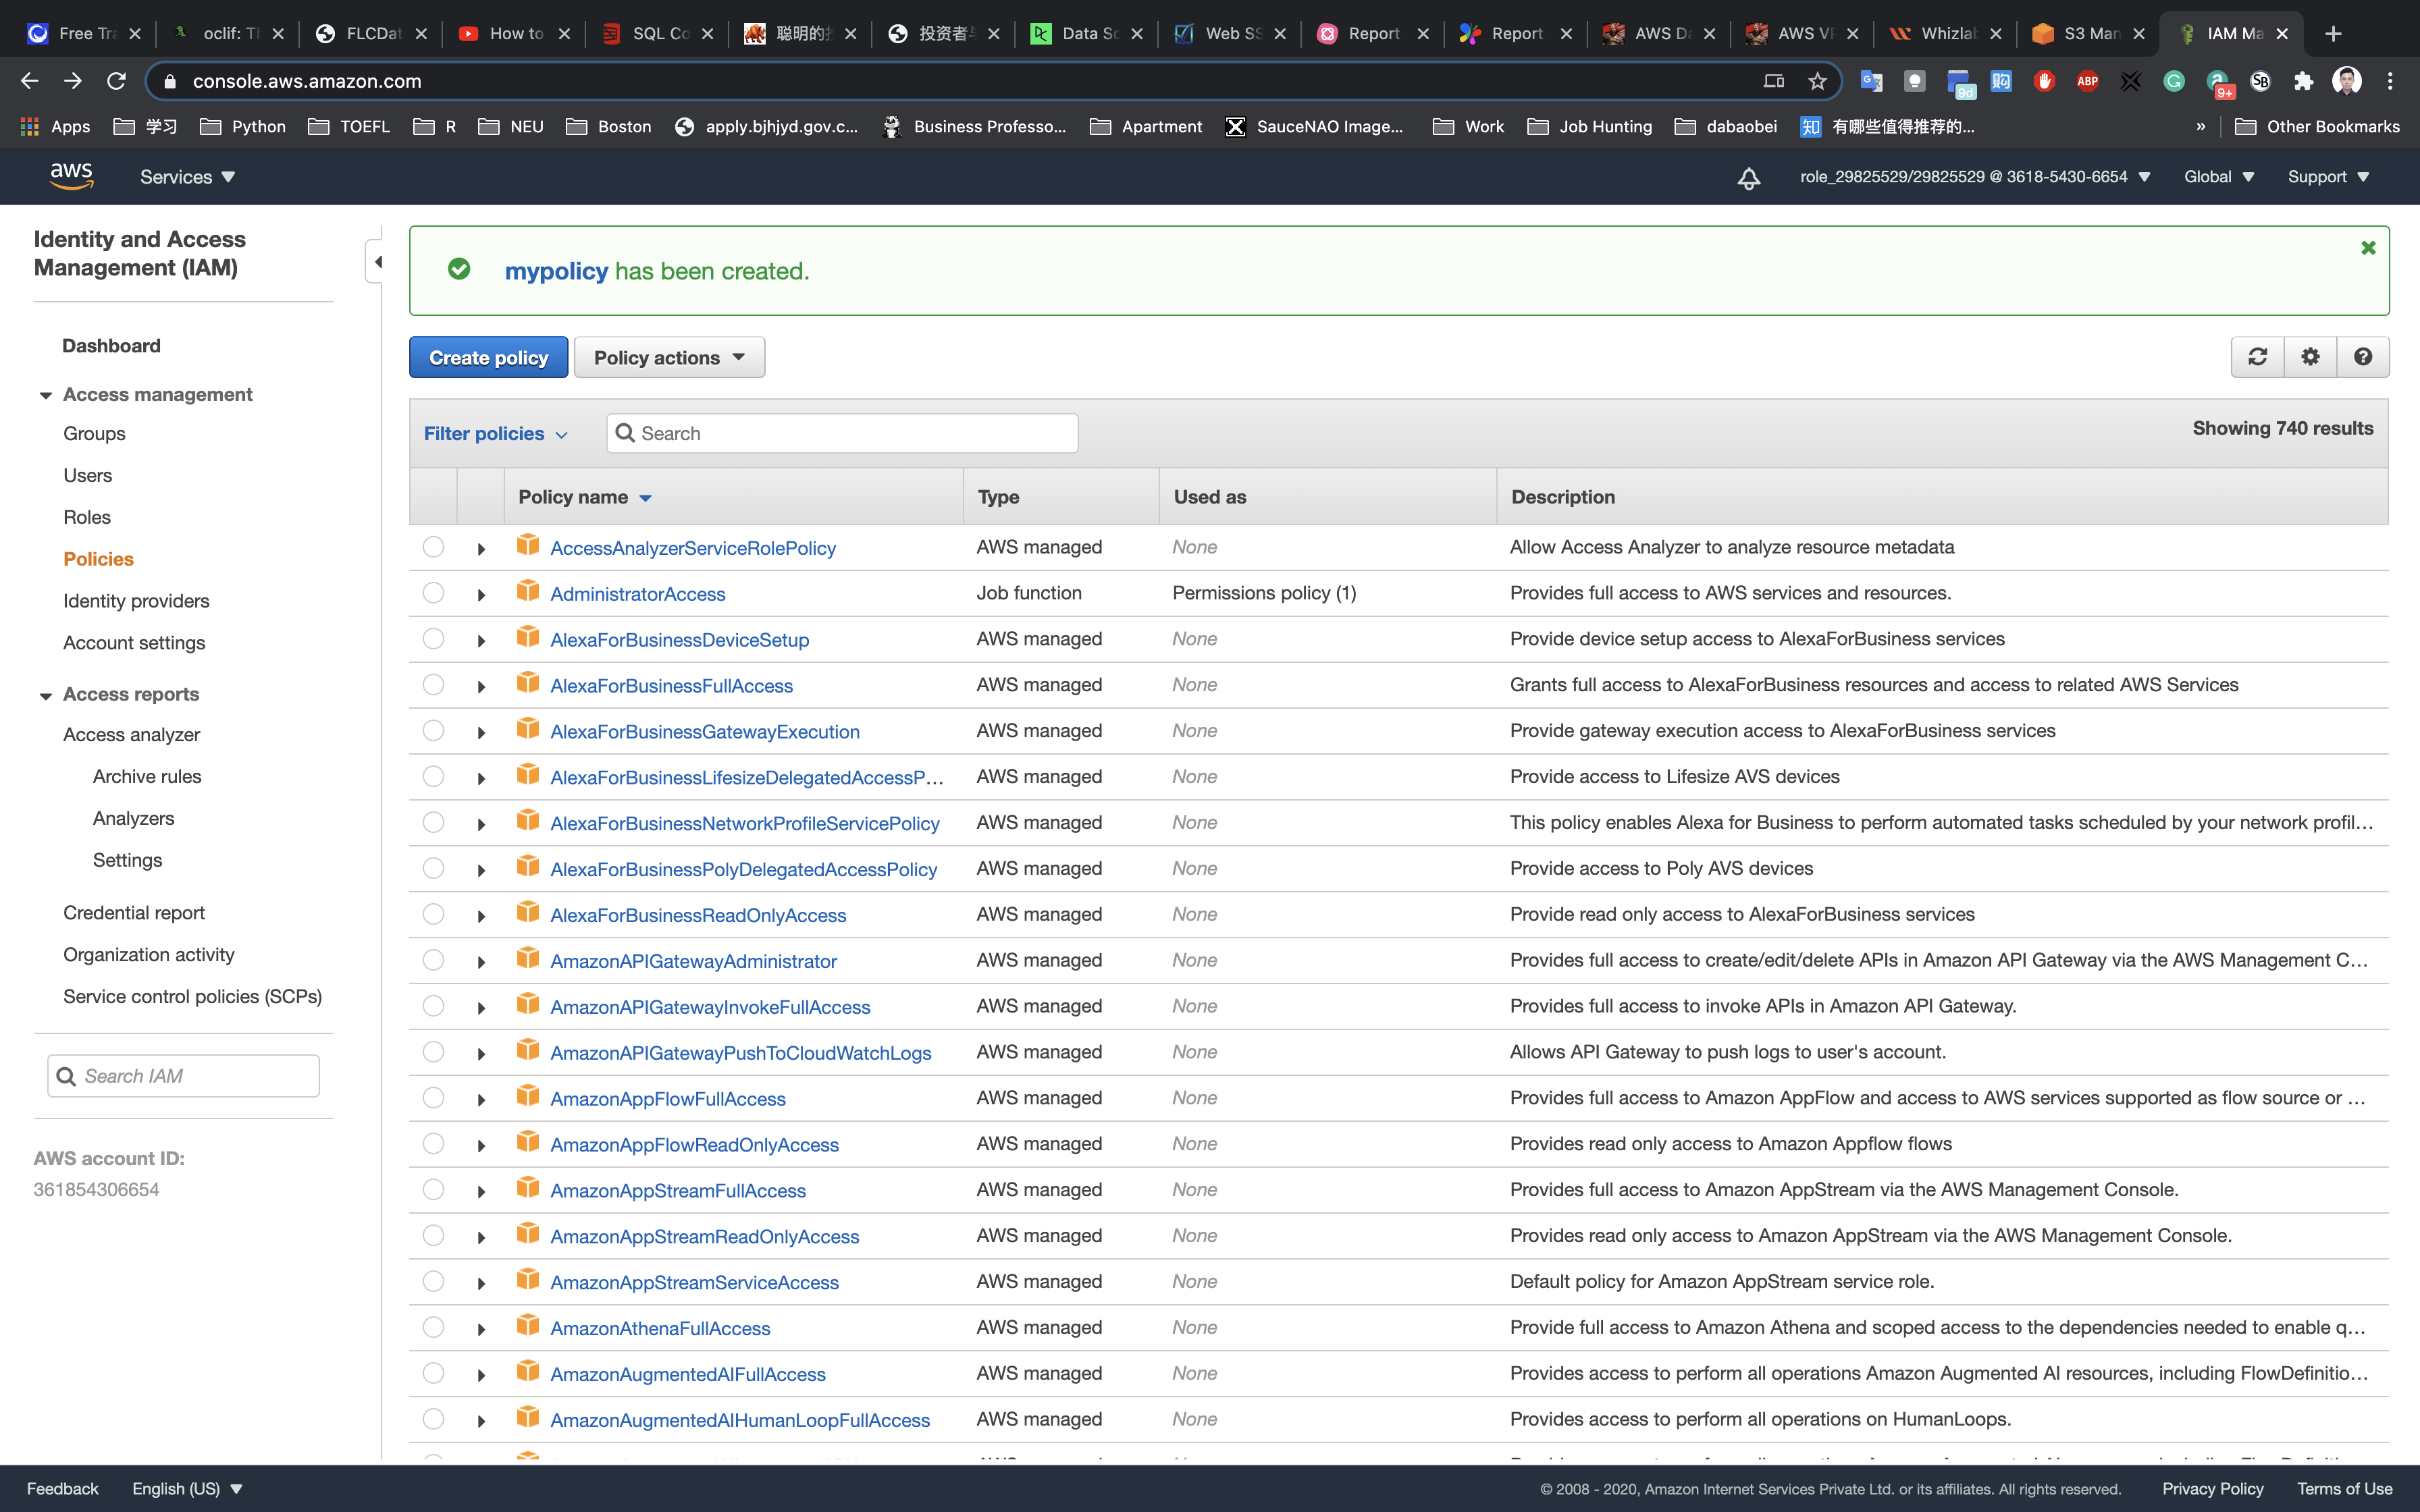 Free Tra
oclif: Th
FLCDat
How to
SQL Co
聪明的
投资者
Data Sc
Web SS
Report
Report
AWS Da
AWS VP
Whizlab
S3 Man
IAM Ma
console.aws.amazon.com
9d
ABP
9+
SB
Apps
学习
Python
TOEFL
R
NEU
Boston
apply.bjhjyd.gov.c...
Business Professo...
Apartment
SauceNAO Image...
Work
Job Hunting
dabaobei
知 有哪些值得推荐的...
»
Other Bookmarks
aws
Services
role_29825529/29825529 @ 3618-5430-6654
Global
Support
Identity and Access
Management (IAM)
Dashboard
Access management
Groups
Users
Roles
Policies
Identity providers
Account settings
Access reports
Access analyzer
Archive rules
Analyzers
Settings
Credential report
Organization activity
Service control policies (SCPs)
Search IAM
AWS account ID:
361854306654
mypolicy has been created.
Create policy
Policy actions
Filter policies
Search
Showing 740 results
Policy name Type Used as Description
AccessAnalyzerServiceRolePolicy AWS managed None Allow Access Analyzer to analyze resource metadata
AdministratorAccess Job function Permissions policy (1) Provides full access to AWS services and resources.
AlexaForBusinessDeviceSetup AWS managed None Provide device setup access to AlexaForBusiness services
AlexaForBusinessFullAccess AWS managed None Grants full access to AlexaForBusiness resources and access to related AWS Services
AlexaForBusinessGatewayExecution AWS managed None Provide gateway execution access to AlexaForBusiness services
AlexaForBusinessLifesizeDelegatedAccessP... AWS managed None Provide access to Lifesize AVS devices
AlexaForBusinessNetworkProfileServicePolicy AWS managed None This policy enables Alexa for Business to perform automated tasks scheduled by your network profil...
AlexaForBusinessPolyDelegatedAccessPolicy AWS managed None Provide access to Poly AVS devices
AlexaForBusinessReadOnlyAccess AWS managed None Provide read only access to AlexaForBusiness services
AmazonAPIGatewayAdministrator AWS managed None Provides full access to create/edit/delete APIs in Amazon API Gateway via the AWS Management C...
AmazonAPIGatewayInvokeFullAccess AWS managed None Provides full access to invoke APIs in Amazon API Gateway.
AmazonAPIGatewayPushToCloudWatchLogs AWS managed None Allows API Gateway to push logs to user's account.
AmazonAppFlowFullAccess AWS managed None Provides full access to Amazon AppFlow and access to AWS services supported as flow source or ...
AmazonAppFlowReadOnlyAccess AWS managed None Provides read only access to Amazon Appflow flows
AmazonAppStreamFullAccess AWS managed None Provides full access to Amazon AppStream via the AWS Management Console.
AmazonAppStreamReadOnlyAccess AWS managed None Provides read only access to Amazon AppStream via the AWS Management Console.
AmazonAppStreamServiceAccess AWS managed None Default policy for Amazon AppStream service role.
AmazonAthenaFullAccess AWS managed None Provide full access to Amazon Athena and scoped access to the dependencies needed to enable q...
AmazonAugmentedAIFullAccess AWS managed None Provides access to perform all operations Amazon Augmented AI resources, including FlowDefinitio...
AmazonAugmentedAIHumanLoopFullAccess AWS managed None Provides access to perform all operations on HumanLoops.
Feedback
English (US)
© 2008 - 2020, Amazon Internet Services Private Ltd. or its affiliates. All rights reserved.
Privacy Policy
Terms of Use